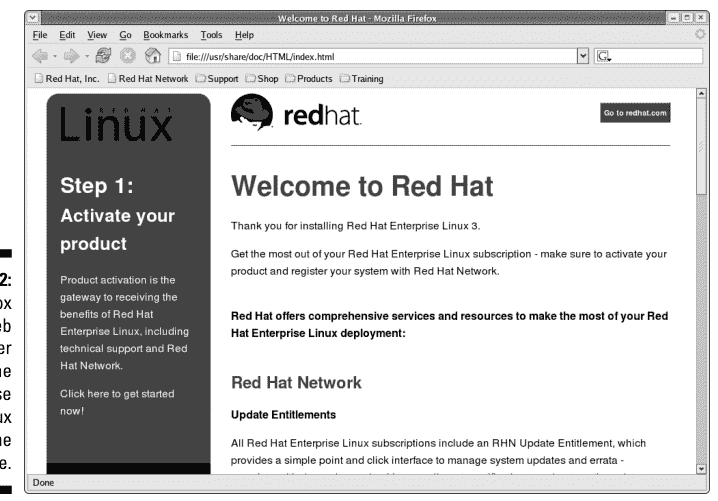 Welcome to Red Hat - Mozilla Firefox
File Edit View Go Bookmarks Tools Help
file:///usr/share/doc/HTML/index.html
G
Red Hat, Inc. Red Hat Network Support Shop Products Training
RED HAT
Linux
redhat.
Go to redhat.com
Step 1:
Activate your
product
Product activation is the
gateway to receiving the
benefits of Red Hat
Enterprise Linux, including
technical support and Red
Hat Network.
Click here to get started
now!
Welcome to Red Hat
Thank you for installing Red Hat Enterprise Linux 3.
Get the most out of your Red Hat Enterprise Linux subscription - make sure to activate your
product and register your system with Red Hat Network.
Red Hat offers comprehensive services and resources to make the most of your Red
Hat Enterprise Linux deployment:
Red Hat Network
Update Entitlements
All Red Hat Enterprise Linux subscriptions include an RHN Update Entitlement, which
provides a simple point and click interface to manage system updates and errata -
Done
2: